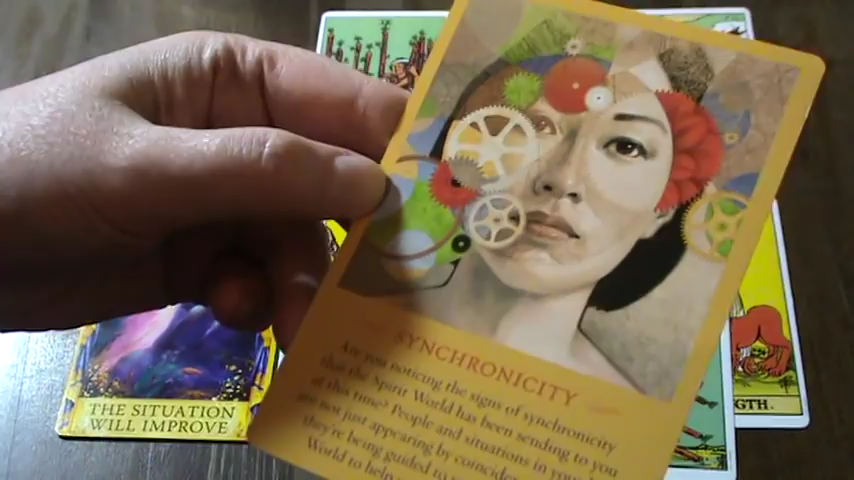 SYNCHRONICITY
Are you noticing the signs of synchronicity
that the Spirit World has been sending to you
at this time? People and situations in your
are not just appearing by coinciden
they're being guided to
World to help
THE SITUATION
WILL IMPROVE
GTH.